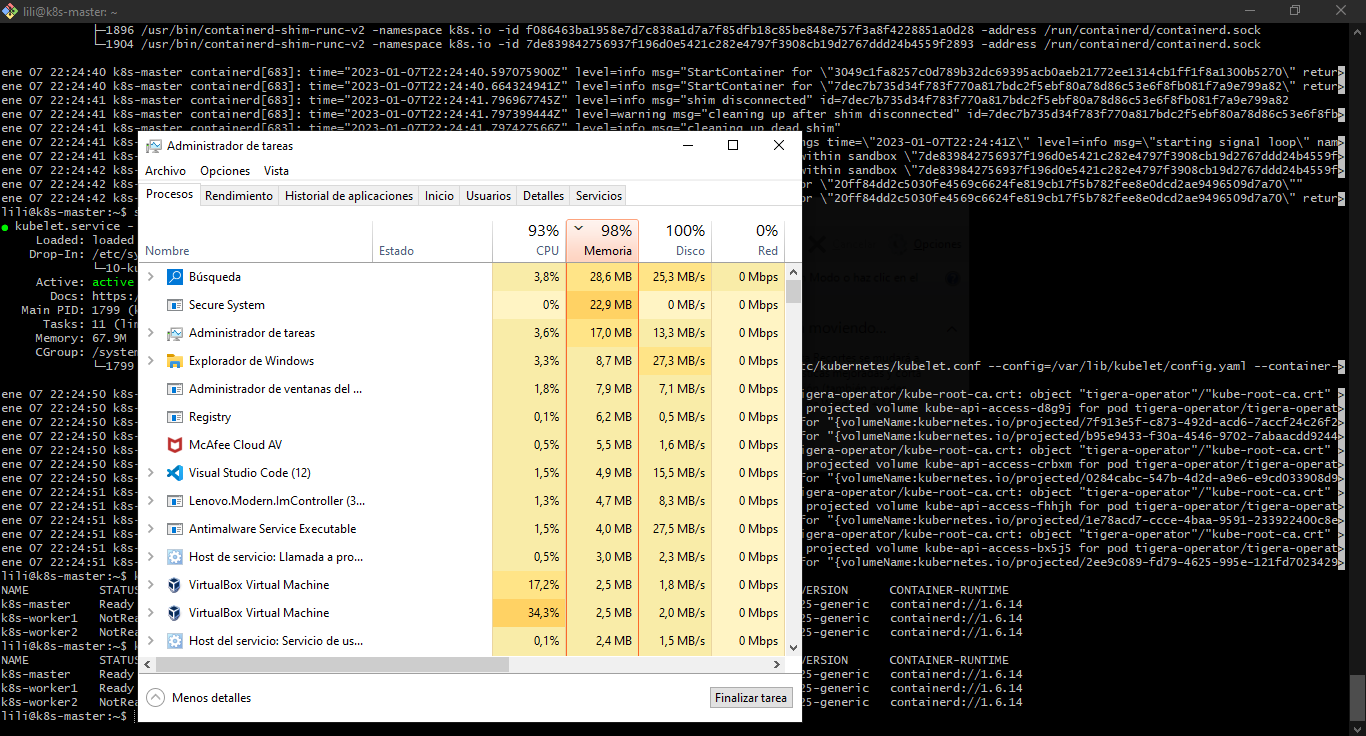 lili@k8s-master: ~
├─1896 /usr/bin/containerd-shim-runc-v2 -namespace k8s.io -id f086463ba1958e7d7c838a1d7a7f85dfb18c85be848e757f3a8f4228851a0d28 -address /run/containerd/containerd.sock
└─1904 /usr/bin/containerd-shim-runc-v2 -namespace k8s.io -id 7de839842756937f196d0e5421c282e4797f3908cb19d2767ddd24b4559f2893 -address /run/containerd/containerd.sock
ene 07 22:24:40 k8s-master containerd[683]: time="2023-01-07T22:24:40.597075900Z" level=info msg="StartContainer for \"3049c1fa8257c0d789b32dc69395acb0aeb21772ee1314cb1ff1f8a1300b5270\" retur>
ene 07 22:24:40 k8s-master containerd[683]: time="2023-01-07T22:24:40.664324941Z" level=info msg="StartContainer for \"7dec7b735d34f783f770a817bdc2f5ebf80a78d86c53e6f8fb081f7a9e799a82\" retur>
ene 07 22:24:41 k8s-master containerd[683]: time="2023-01-07T22:24:41.796967745Z" level=info msg="shim disconnected" id=7dec7b735d34f783f770a817bdc2f5ebf80a78d86c53e6f8fb081f7a9e799a82
ene 07 22:24:41 k8s-master containerd[683]: time="2023-01-07T22:24:41.797399444Z" level=warning msg="cleaning up after shim disconnected" id=7dec7b735d34f783f770a817bdc2f5ebf80a78d86c53e6f8fb>
ene 07 22:24:41 k8s-master containerd[683]: time="2023-01-07T22:24:41.797427566Z" level=info msg="cleaning up dead shim"
ene 07 22:24:41 k8s- ngs time=\"2023-01-07T22:24:41Z\" level=info msg=\"starting signal loop\" nam>
ene 07 22:24:42 k8s- within sandbox \"7de839842756937f196d0e5421c282e4797f3908cb19d2767ddd24b4559f>
ene 07 22:24:42 k8s- within sandbox \"7de839842756937f196d0e5421c282e4797f3908cb19d2767ddd24b4559f>
ene 07 22:24:42 k8s- or \"20ff84dd2c5030fe4569c6624fe819cb17f5b782fee8e0dcd2ae9496509d7a70\""
ene 07 22:24:42 k8s- or \"20ff84dd2c5030fe4569c6624fe819cb17f5b782fee8e0dcd2ae9496509d7a70\" retur>
lili@k8s-master:~$ s
● kubelet.service -
Loaded: loaded
Drop-In: /etc/sy
└─10-ku
Active: active
Docs: https:
Main PID: 1799 (k
Tasks: 11 (lim
Memory: 67.9M
CGroup: /system
└─1799 tc/kubernetes/kubelet.conf --config=/var/lib/kubelet/config.yaml --container->
ene 07 22:24:50 k8s- igera-operator/kube-root-ca.crt: object "tigera-operator"/"kube-root-ca.crt" >
ene 07 22:24:50 k8s- projected volume kube-api-access-d8g9j for pod tigera-operator/tigera-operat>
ene 07 22:24:50 k8s- for "{volumeName:kubernetes.io/projected/7f913e5f-c873-492d-acd6-7accf24c26f2>
ene 07 22:24:50 k8s- for "{volumeName:kubernetes.io/projected/b95e9433-f30a-4546-9702-7abaacdd9244>
ene 07 22:24:50 k8s- igera-operator/kube-root-ca.crt: object "tigera-operator"/"kube-root-ca.crt" >
ene 07 22:24:50 k8s- projected volume kube-api-access-crbxm for pod tigera-operator/tigera-operat>
ene 07 22:24:50 k8s- for "{volumeName:kubernetes.io/projected/0284cabc-547b-4d2d-a9e6-e9cd033908d9>
ene 07 22:24:51 k8s- igera-operator/kube-root-ca.crt: object "tigera-operator"/"kube-root-ca.crt" >
ene 07 22:24:51 k8s- projected volume kube-api-access-fhhjh for pod tigera-operator/tigera-operat>
ene 07 22:24:51 k8s- for "{volumeName:kubernetes.io/projected/1e78acd7-ccce-4baa-9591-233922400c8e>
ene 07 22:24:51 k8s- igera-operator/kube-root-ca.crt: object "tigera-operator"/"kube-root-ca.crt" >
ene 07 22:24:51 k8s- projected volume kube-api-access-bx5j5 for pod tigera-operator/tigera-operat>
ene 07 22:24:51 k8s- for "{volumeName:kubernetes.io/projected/2ee9c089-fd79-4625-995e-121fd7023429>
lili@k8s-master:~$ k
NAME STATUS VERSION CONTAINER-RUNTIME
k8s-master Ready 25-generic containerd://1.6.14
k8s-worker1 NotRea 25-generic containerd://1.6.14
k8s-worker2 NotRea 25-generic containerd://1.6.14
lili@k8s-master:~$ k
NAME STATUS VERSION CONTAINER-RUNTIME
k8s-master Ready 25-generic containerd://1.6.14
k8s-worker1 NotRea 25-generic containerd://1.6.14
k8s-worker2 NotRea 25-generic containerd://1.6.14
lili@k8s-master:~$
Administrador de tareas
Archivo Opciones Vista
Procesos Rendimiento Historial de aplicaciones Inicio Usuarios Detalles Servicios
93% 98% 100% 0%
Nombre Estado CPU Memoria Disco Red
Búsqueda 3,8% 28,6 MB 25,3 MB/s 0 Mbps
Secure System 0% 22,9 MB 0 MB/s 0 Mbps
Administrador de tareas 3,6% 17,0 MB 13,3 MB/s 0 Mbps
Explorador de Windows 3,3% 8,7 MB 27,3 MB/s 0 Mbps
Administrador de ventanas del ... 1,8% 7,9 MB 7,1 MB/s 0 Mbps
Registry 0,1% 6,2 MB 0,5 MB/s 0 Mbps
McAfee Cloud AV 0,5% 5,5 MB 1,6 MB/s 0 Mbps
Visual Studio Code (12) 1,5% 4,9 MB 15,5 MB/s 0 Mbps
Lenovo.Modern.ImController (3... 1,3% 4,7 MB 8,3 MB/s 0 Mbps
Antimalware Service Executable 1,5% 4,0 MB 27,5 MB/s 0 Mbps
Host de servicio: Llamada a pro... 0,5% 3,0 MB 2,3 MB/s 0 Mbps
VirtualBox Virtual Machine 17,2% 2,5 MB 1,8 MB/s 0 Mbps
VirtualBox Virtual Machine 34,3% 2,5 MB 2,0 MB/s 0 Mbps
Host del servicio: Servicio de us... 0,1% 2,4 MB 1,5 MB/s 0 Mbps
Menos detalles Finalizar tarea
Opciones
moviendo...